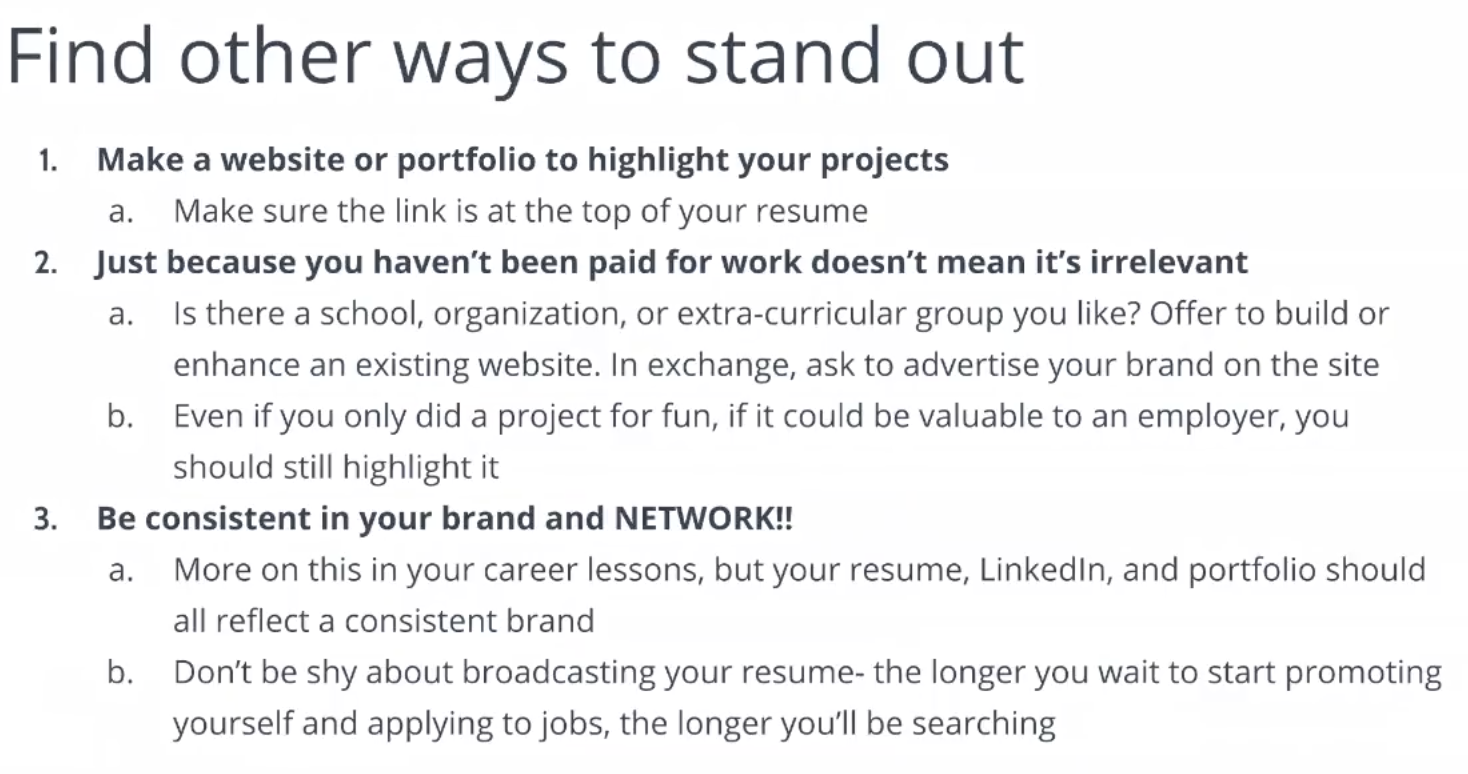 Find other ways to stand out
1. Make a website or portfolio to highlight your projects
a. Make sure the link is at the top of your resume
2. Just because you haven't been paid for work doesn't mean it's irrelevant
a. Is there a school, organization, or extra-curricular group you like? Offer to build or
enhance an existing website. In exchange, ask to advertise your brand on the site
b. Even if you only did a project for fun, if it could be valuable to an employer, you
should still highlight it
3. Be consistent in your brand and NETWORK!!
a. More on this in your career lessons, but your resume, LinkedIn, and portfolio should
all reflect a consistent brand
b. Don't be shy about broadcasting your resume- the longer you wait to start promoting
yourself and applying to jobs, the longer you'll be searching